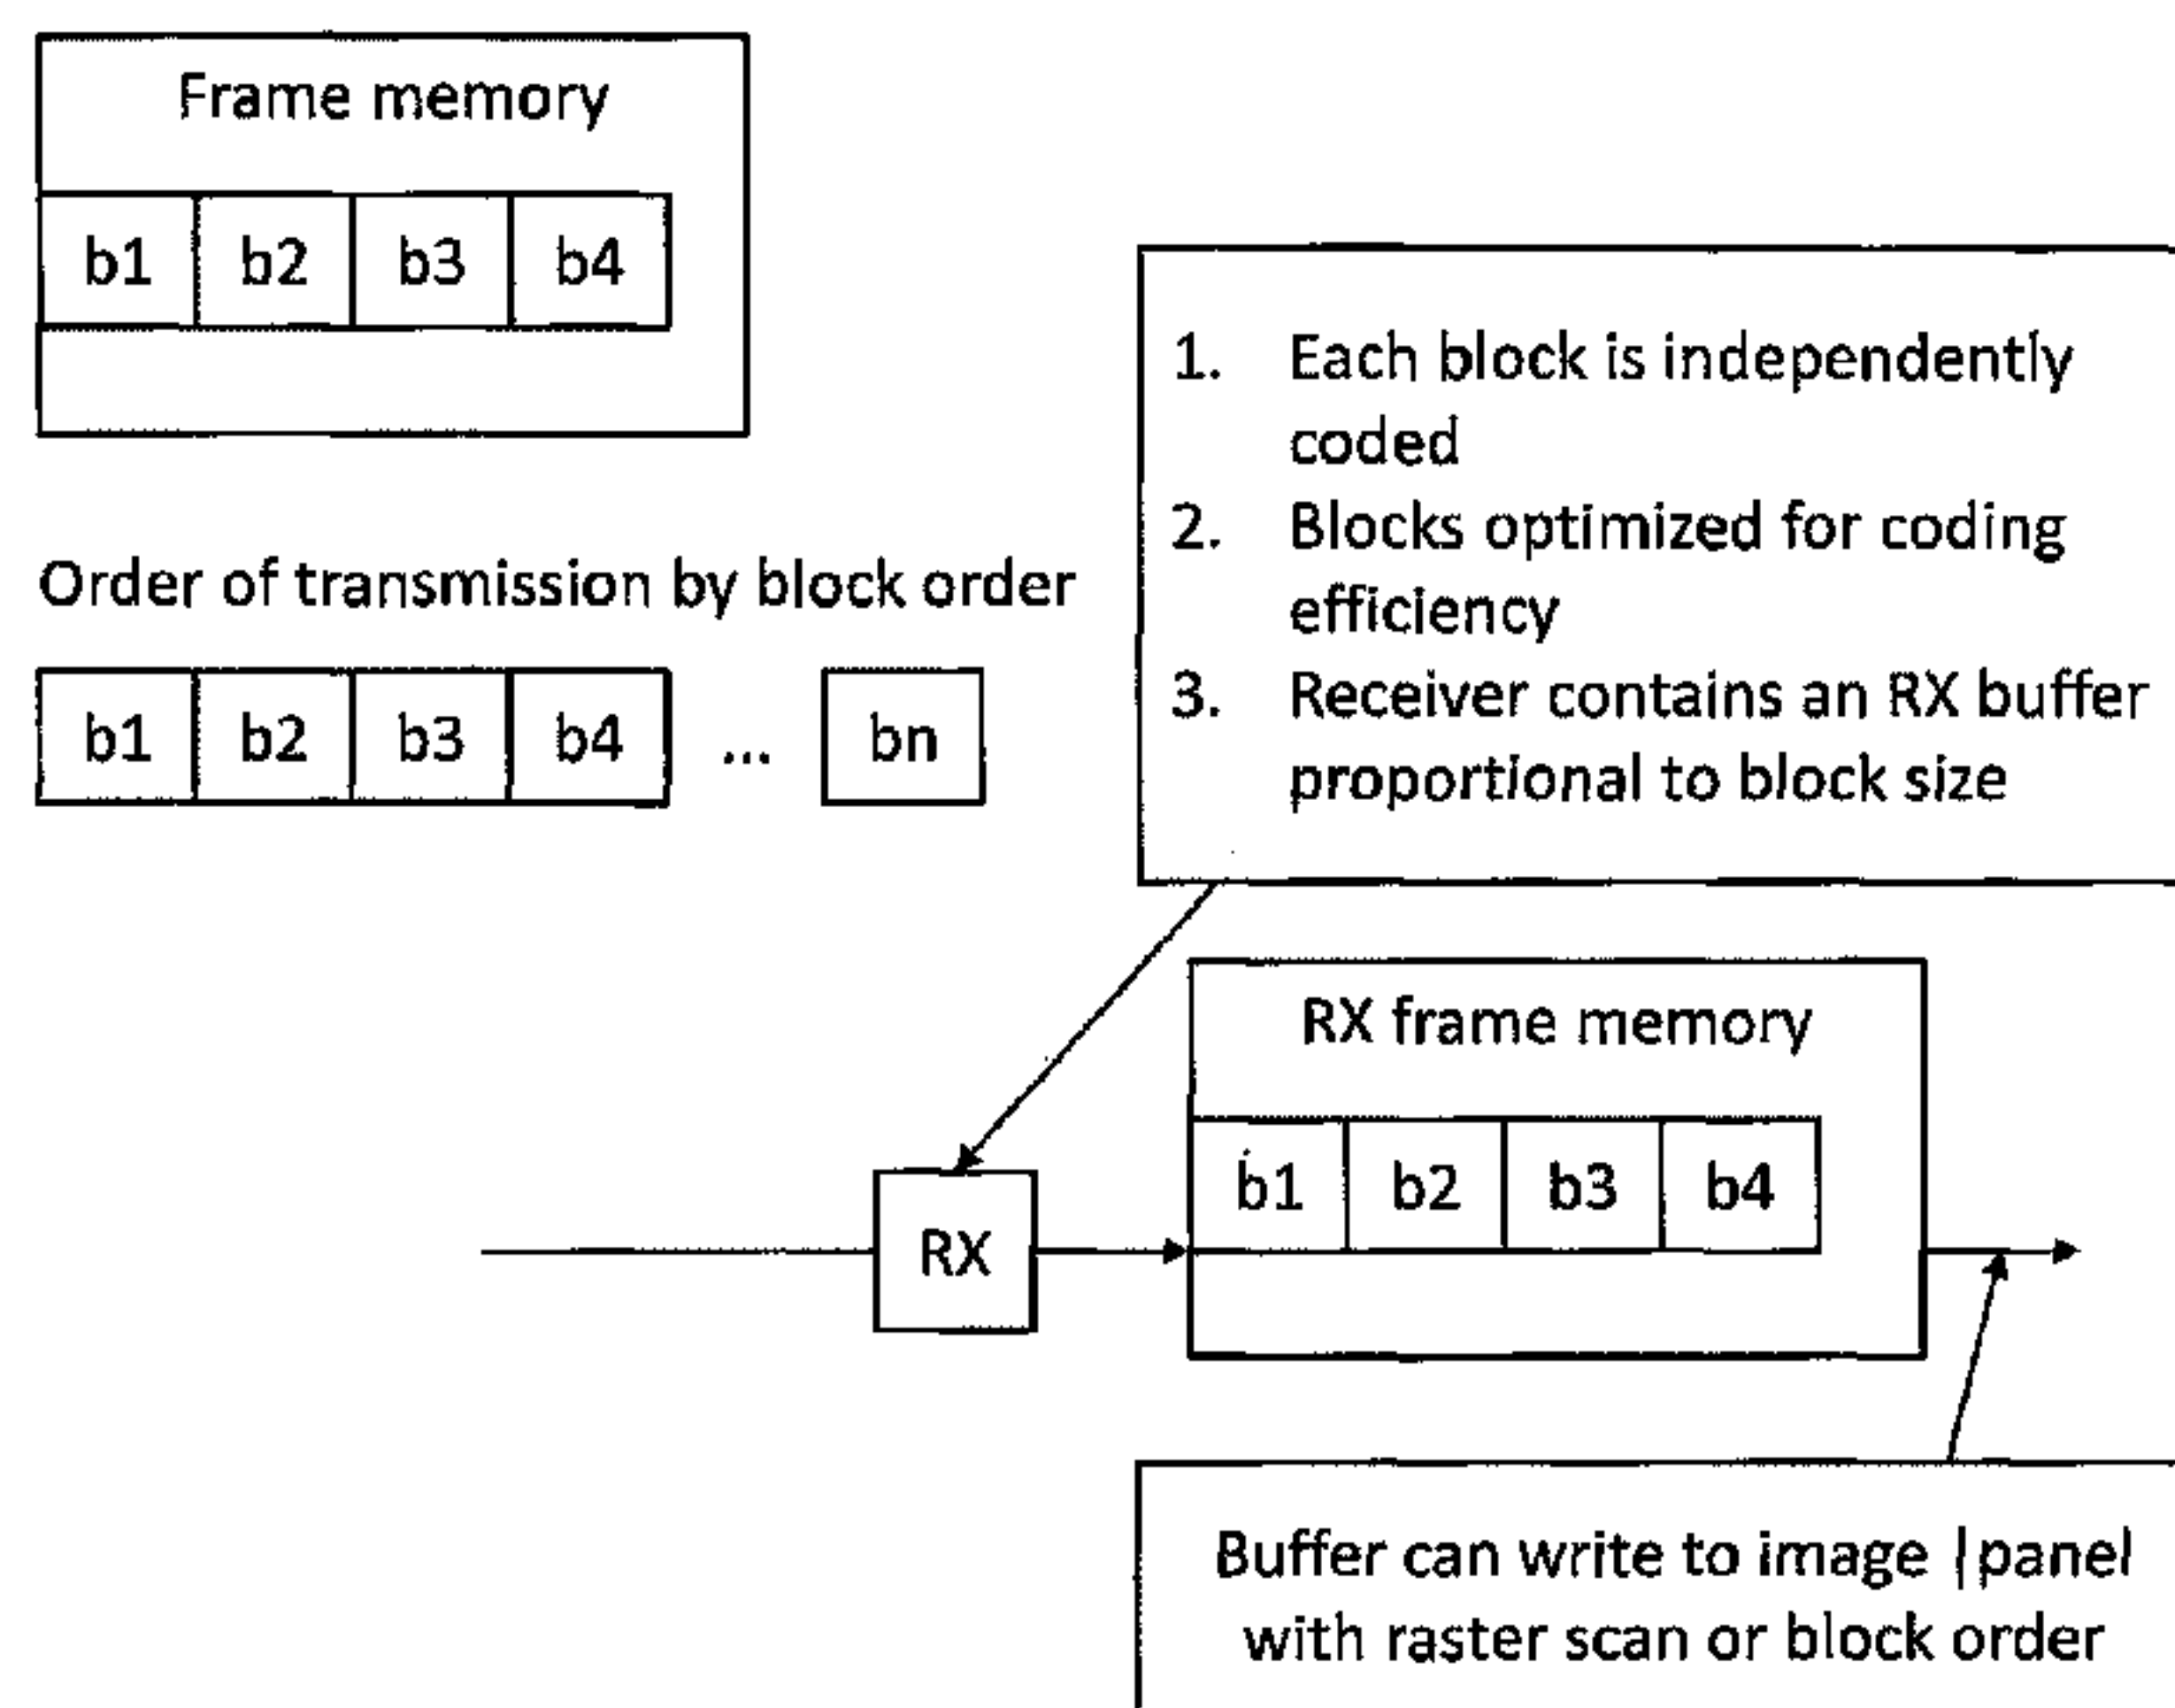 Frame memory
b1 b2 b3 b4
Order of transmission by block order
b1 b2 b3 b4 ... bn
1. Each block is independently
coded
2. Blocks optimized for coding
efficiency
3. Receiver contains an RX buffer
proportional to block size
RX
RX frame memory
b1 b2 b3 b4
Buffer can write to image |panel
with raster scan or block order